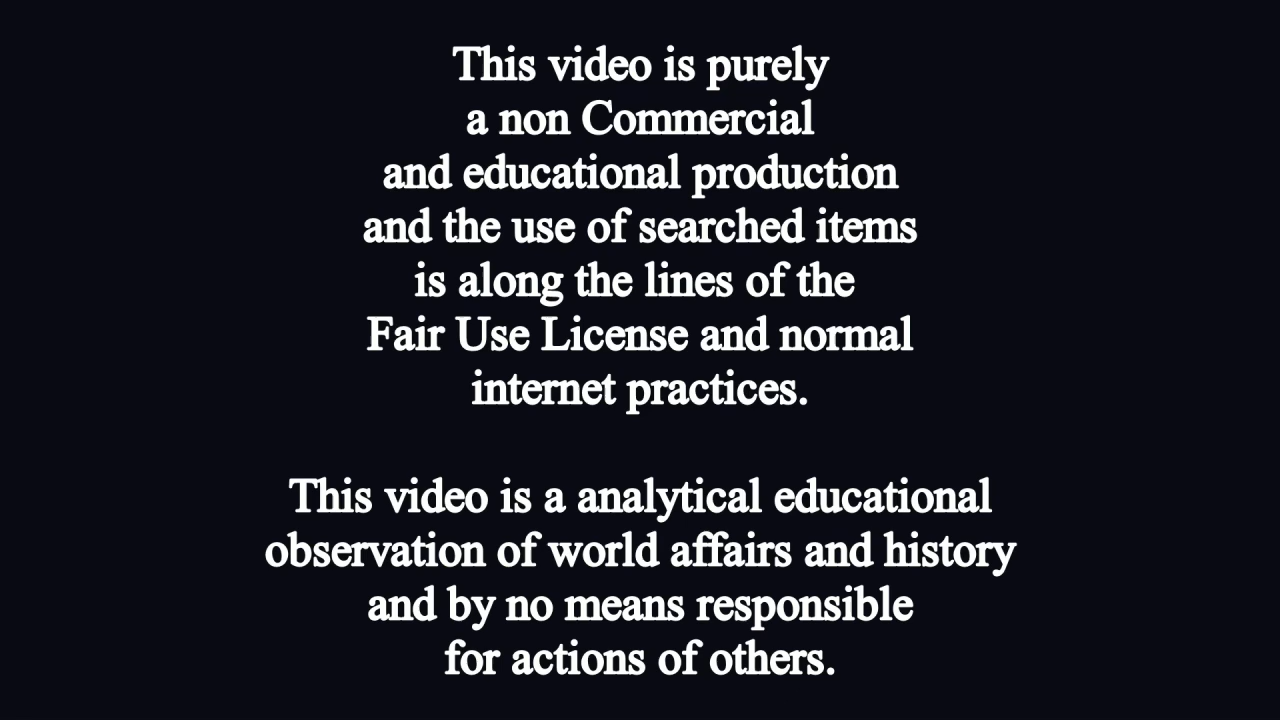 This video is purely
a non Commercial
and educational production
and the use of searched items
is along the lines of the
Fair Use License and normal
internet practices.
This video is a analytical educational
observation of world affairs and history
and by no means responsible
for actions of others.